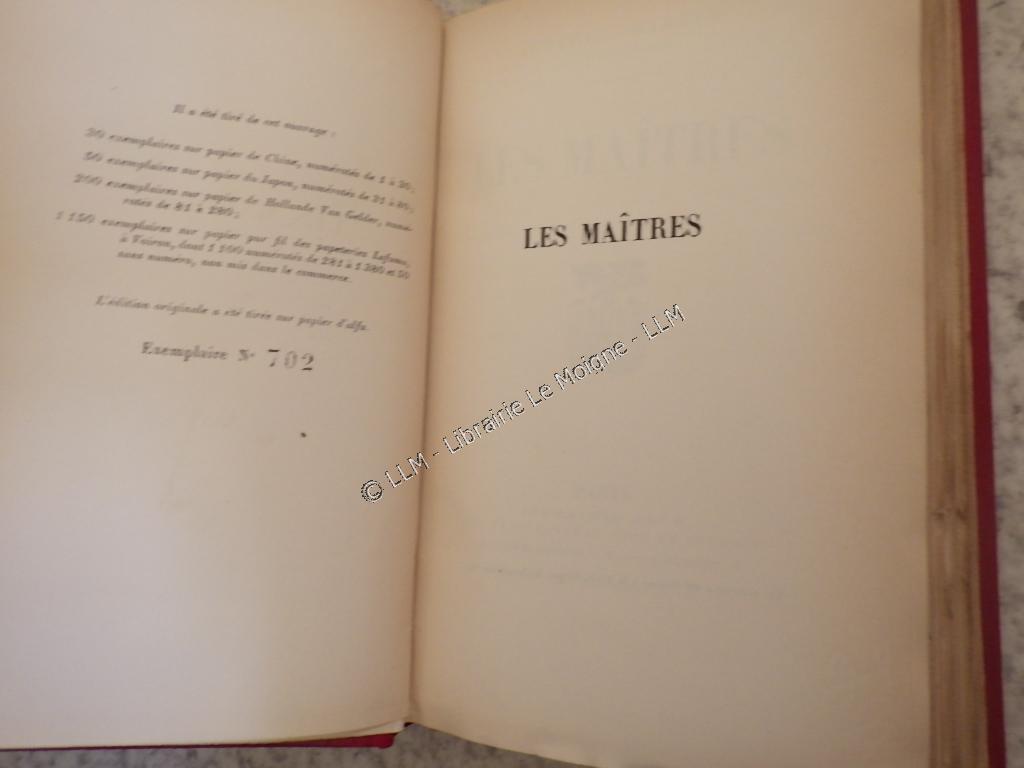 Il a été tiré de cet ouvrage :
30 exemplaires sur papier de Chine, numérotés de 1 à 30;
50 exemplaires sur papier du Japon, numérotés de 31 à 80;
200 exemplaires sur papier de Hollande Van Gelder, numé-
rotés de 81 à 280;
1 150 exemplaires sur papier pur fil des papeteries Lafuma,
à Voiron, dont 1 100 numérotés de 281 à 1 380 et 50
sans numéro, non mis dans le commerce.
L'édition originale a été tirée sur papier d'alfa.
Exemplaire N° 702
LES MAÎTRES
© LLM - Librairie Le Moigne - LLM